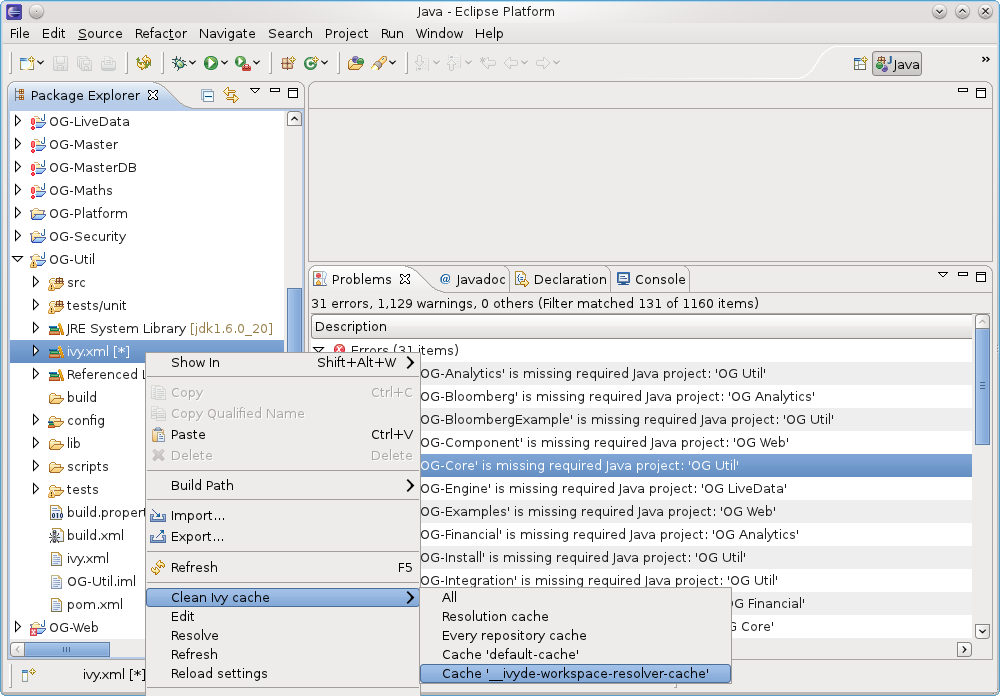 Java - Eclipse Platform
File Edit Source Refactor Navigate Search Project Run Window Help
Java
Package Explorer
OG-LiveData
OG-Master
OG-MasterDB
OG-Maths
OG-Platform
OG-Security
OG-Util
src
tests/unit
JRE System Library [jdk1.6.0_20]
ivy.xml [*]
Referenced L
build
config
lib
scripts
tests
build.propert
build.xml
ivy.xml
OG-Util.iml
pom.xml
OG-Web
ivy.xml [*]
Problems @ Javadoc Declaration Console
31 errors, 1,129 warnings, 0 others (Filter matched 131 of 1160 items)
Description
Errors (31 items)
OG-Analytics' is missing required Java project: 'OG Util'
OG-Bloomberg' is missing required Java project: 'OG Analytics'
OG-BloombergExample' is missing required Java project: 'OG Util'
OG-Component' is missing required Java project: 'OG Web'
OG-Core' is missing required Java project: 'OG Util'
OG-Engine' is missing required Java project: 'OG LiveData'
OG-Examples' is missing required Java project: 'OG Web'
OG-Financial' is missing required Java project: 'OG Analytics'
OG-Install' is missing required Java project: 'OG Util'
OG-Integration' is missing required Java project: 'OG Util'
G Financial'
G Core'
Show In Shift+Alt+W
Copy Ctrl+C
Copy Qualified Name
Paste Ctrl+V
Delete Delete
Build Path
Import...
Export...
Refresh F5
Clean Ivy cache
Edit
Resolve
Refresh
Reload settings
All
Resolution cache
Every repository cache
Cache 'default-cache'
Cache '__ivyde-workspace-resolver-cache'